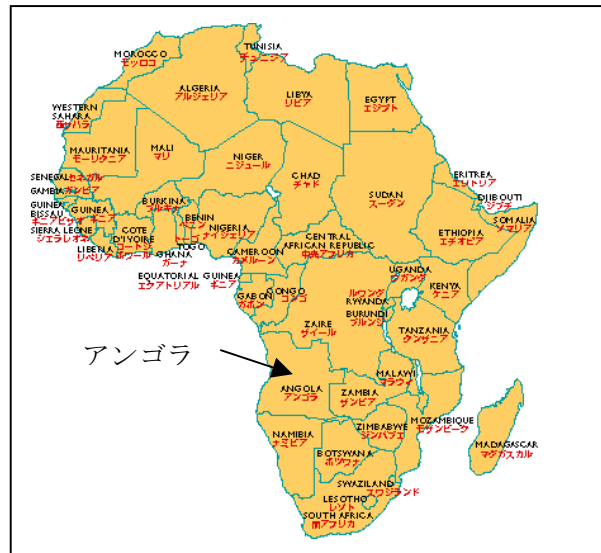 MOROCCO
モロッコ
TUNISIA
チュニジア
ALGERIA
アルジェリア
LIBYA
リビア
EGYPT
エジプト
WESTERN
SAHARA
西サハラ
MAURITANIA
モーリタニア
MALI
マリ
NIGER
ニジュール
CHAD
チャド
SUDAN
スーダン
ERITREA
エリトリア
DJIBOUTI
ジブチ
SOMALIA
ソマリア
ETHIOPIA
エチオピア
SENEGAL セネガル
GAMBIA ガンビア
GUINEA
BISSAU
ギニアビサオ
GUINEA
ギニア
SIERRA LEONE
シエラレオネ
LIBERIA
リベリア
COTE
D'IYOIRE
コートジ
ボワール
BURKINA
ブルキナ
GHANA
ガーナ
TOGO
トーゴ
BENIN
ベニン
NIGERIA
ナイジェリア
CAMEROON
カメルーン
CENTRAL
AFRICAN REPUBLIC
中央アフリカ
EQUATORIAL GUINEA
エクアトリアル ギニア
GABON
ガボン
CONGO
コンゴ
UGANDA
ウガンダ
KENYA
ケニア
ルワンダ
RWANDA
BURUNDI
ブルンジ
ZAIRE
ザイール
TANZANIA
タンザニア
アンゴラ
ANGOLA
アンゴラ
MALAYYI
マラウィ
ZAMBIA
ザンビア
MOZAMBIQUE
モザンビーク
ZIMBABWE
ジンバブエ
MADAGASCAR
マダガスカル
NAMIBIA
ナミビア
BOTSWANA
ボツワナ
SWAZILAND
スワジランド
LESOTHO
レゾト
SOUTH AFRICA
南アフリカ